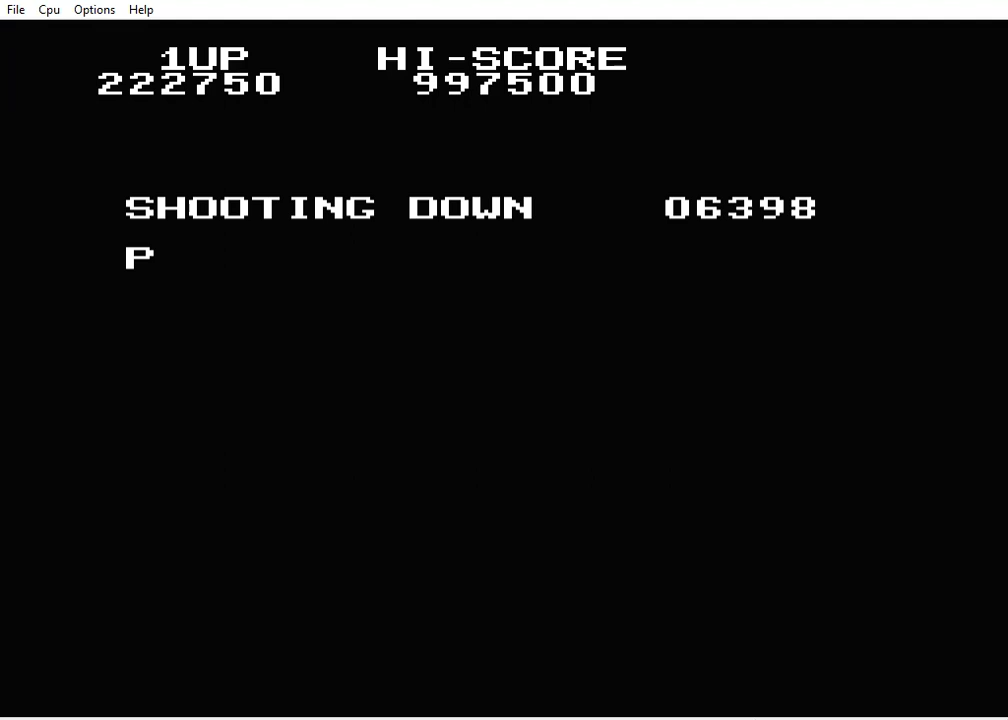 File Cpu Options Help
1UP HI-SCORE
222750 997500
SHOOTING DOWN 06398
P